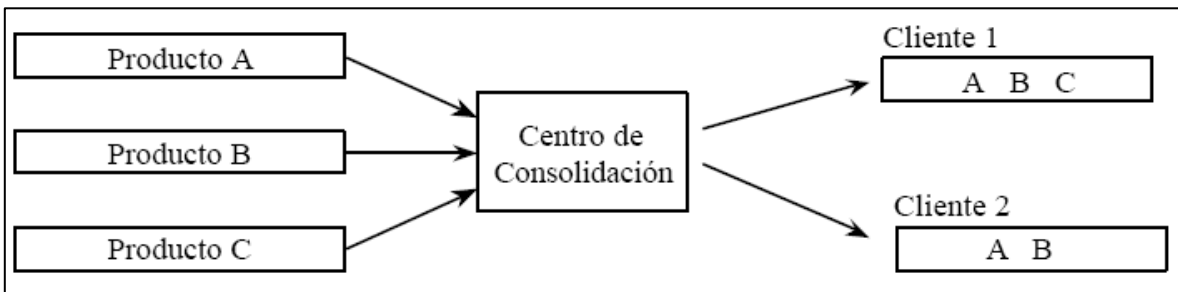 Producto A
Producto B
Producto C
Centro de
Consolidación
Cliente 1
A B C
Cliente 2
A B